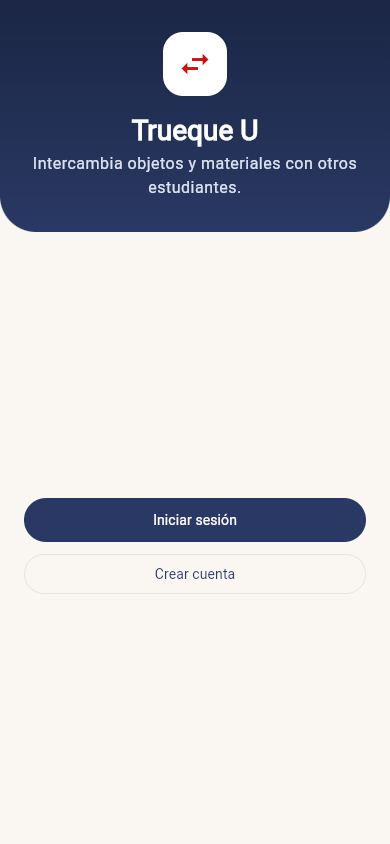 Trueque U
Intercambia objetos y materiales con otros
estudiantes.
Iniciar sesión
Crear cuenta